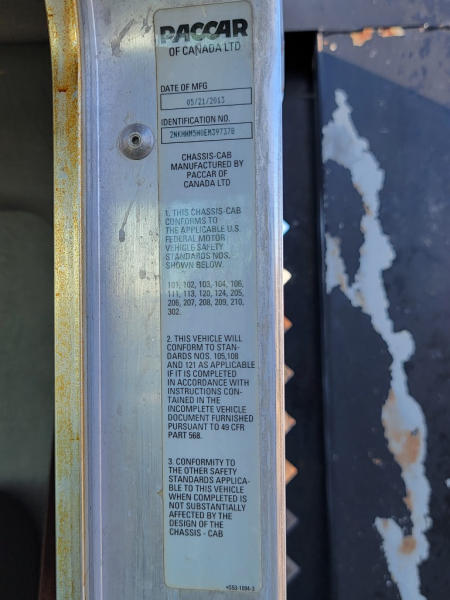 PACCAR
OF CANADA LTD
DATE OF MFG
05/21/2013
IDENTIFICATION NO.
2NKHHM5H0EM397378
CHASSIS-CAB
MANUFACTURED BY
PACCAR OF
CANADA LTD
1. THIS CHASSIS-CAB
CONFORMS TO
THE APPLICABLE U.S.
FEDERAL MOTOR
VEHICLE SAFETY
STANDARDS NOS.
SHOWN BELOW.
101, 102, 103, 104, 106,
111, 113, 120, 124, 205,
206, 207, 208, 209, 210,
302.
2. THIS VEHICLE WILL
CONFORM TO STAN-
DARDS NOS. 105,108
AND 121 AS APPLICABLE
IF IT IS COMPLETED
IN ACCORDANCE WITH
INSTRUCTIONS CON-
TAINED IN THE
INCOMPLETE VEHICLE
DOCUMENT FURNISHED
PURSUANT TO 49 CFR
PART 568.
3. CONFORMITY TO
THE OTHER SAFETY
STANDARDS APPLICA-
BLE TO THIS VEHICLE
WHEN COMPLETED IS
NOT SUBSTANTIALLY
AFFECTED BY THE
DESIGN OF THE
CHASSIS - CAB